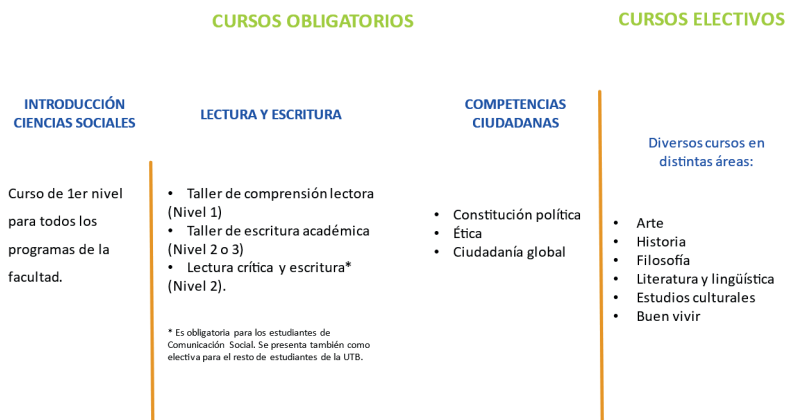 CURSOS OBLIGATORIOS
CURSOS ELECTIVOS
INTRODUCCIÓN
CIENCIAS SOCIALES
Curso de 1er nivel
para todos los
programas de la
facultad.
LECTURA Y ESCRITURA
• Taller de comprensión lectora
(Nivel 1)
• Taller de escritura académica
(Nivel 2 o 3)
• Lectura crítica y escritura*
(Nivel 2).
* Es obligatoria para los estudiantes de
Comunicación Social. Se presenta también como
electiva para el resto de estudiantes de la UTB.
COMPETENCIAS
CIUDADANAS
• Constitución política
• Ética
• Ciudadanía global
Diversos cursos en
distintas áreas:
• Arte
• Historia
• Filosofía
• Literatura y lingüística
• Estudios culturales
• Buen vivir